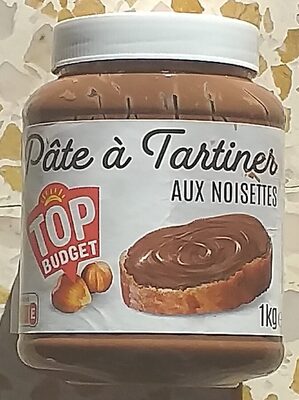 Pâte à Tartiner
AUX NOISETTES
TOP
BUDGET
1kg e
E